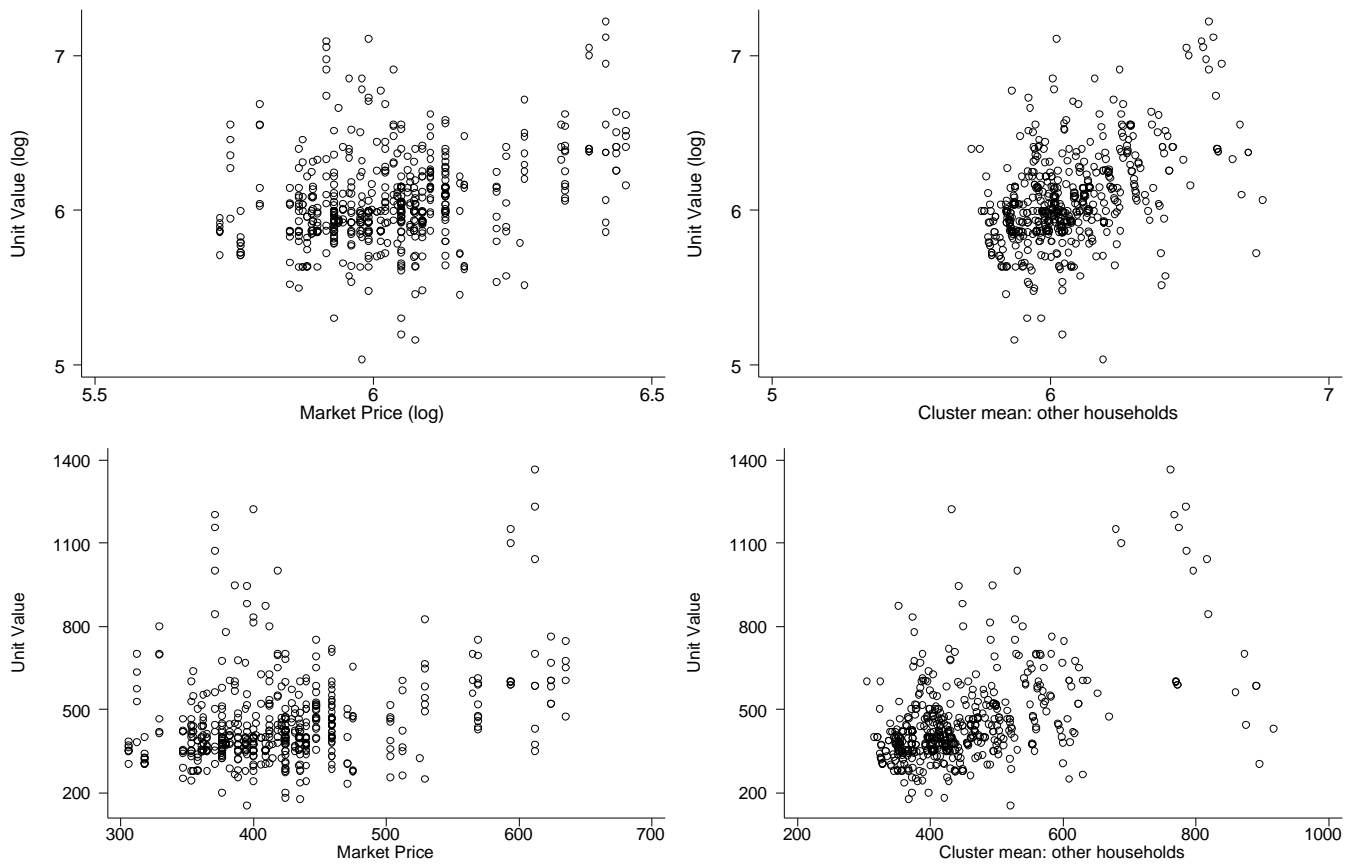 7
6
5
Unit Value (log)
5.5 6 6.5
Market Price (log)
7
6
5
Unit Value (log)
5 6 7
Cluster mean: other households
1400
1100
800
500
200
Unit Value
300 400 500 600 700
Market Price
1400
1100
800
500
200
Unit Value
200 400 600 800 1000
Cluster mean: other households